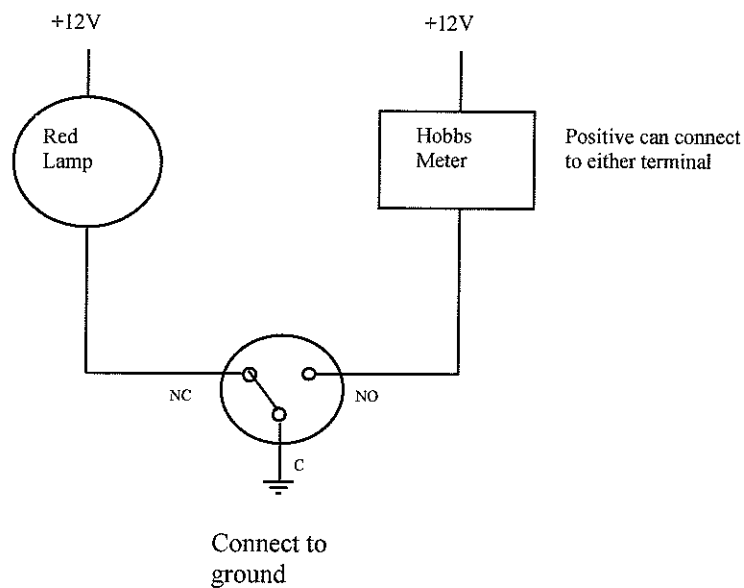 +12V
+12V
Red
Lamp
Hobbs
Meter
Positive can connect
to either terminal
NC
NO
C
Connect to
ground